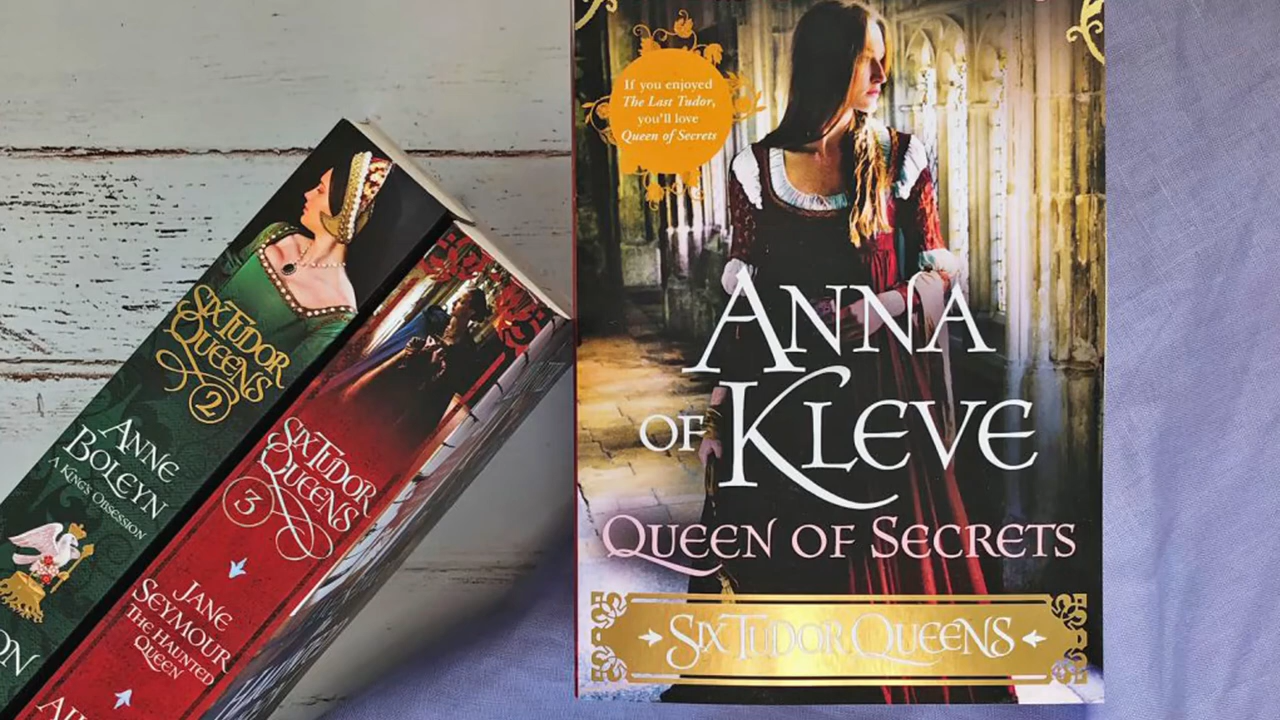 SIX TUDOR
QUEENS
2
ANNE
BOLEYN
A KING'S OBSESSION
ON
SIX TUDOR
QUEENS
3
JANE
SEYMOUR
THE HAUNTED
QUEEN
If you enjoyed
The Last Tudor,
you'll love
Queen of Secrets
ANNA
OF KLEVE
QUEEN OF SECRETS
SIX TUDOR QUEENS